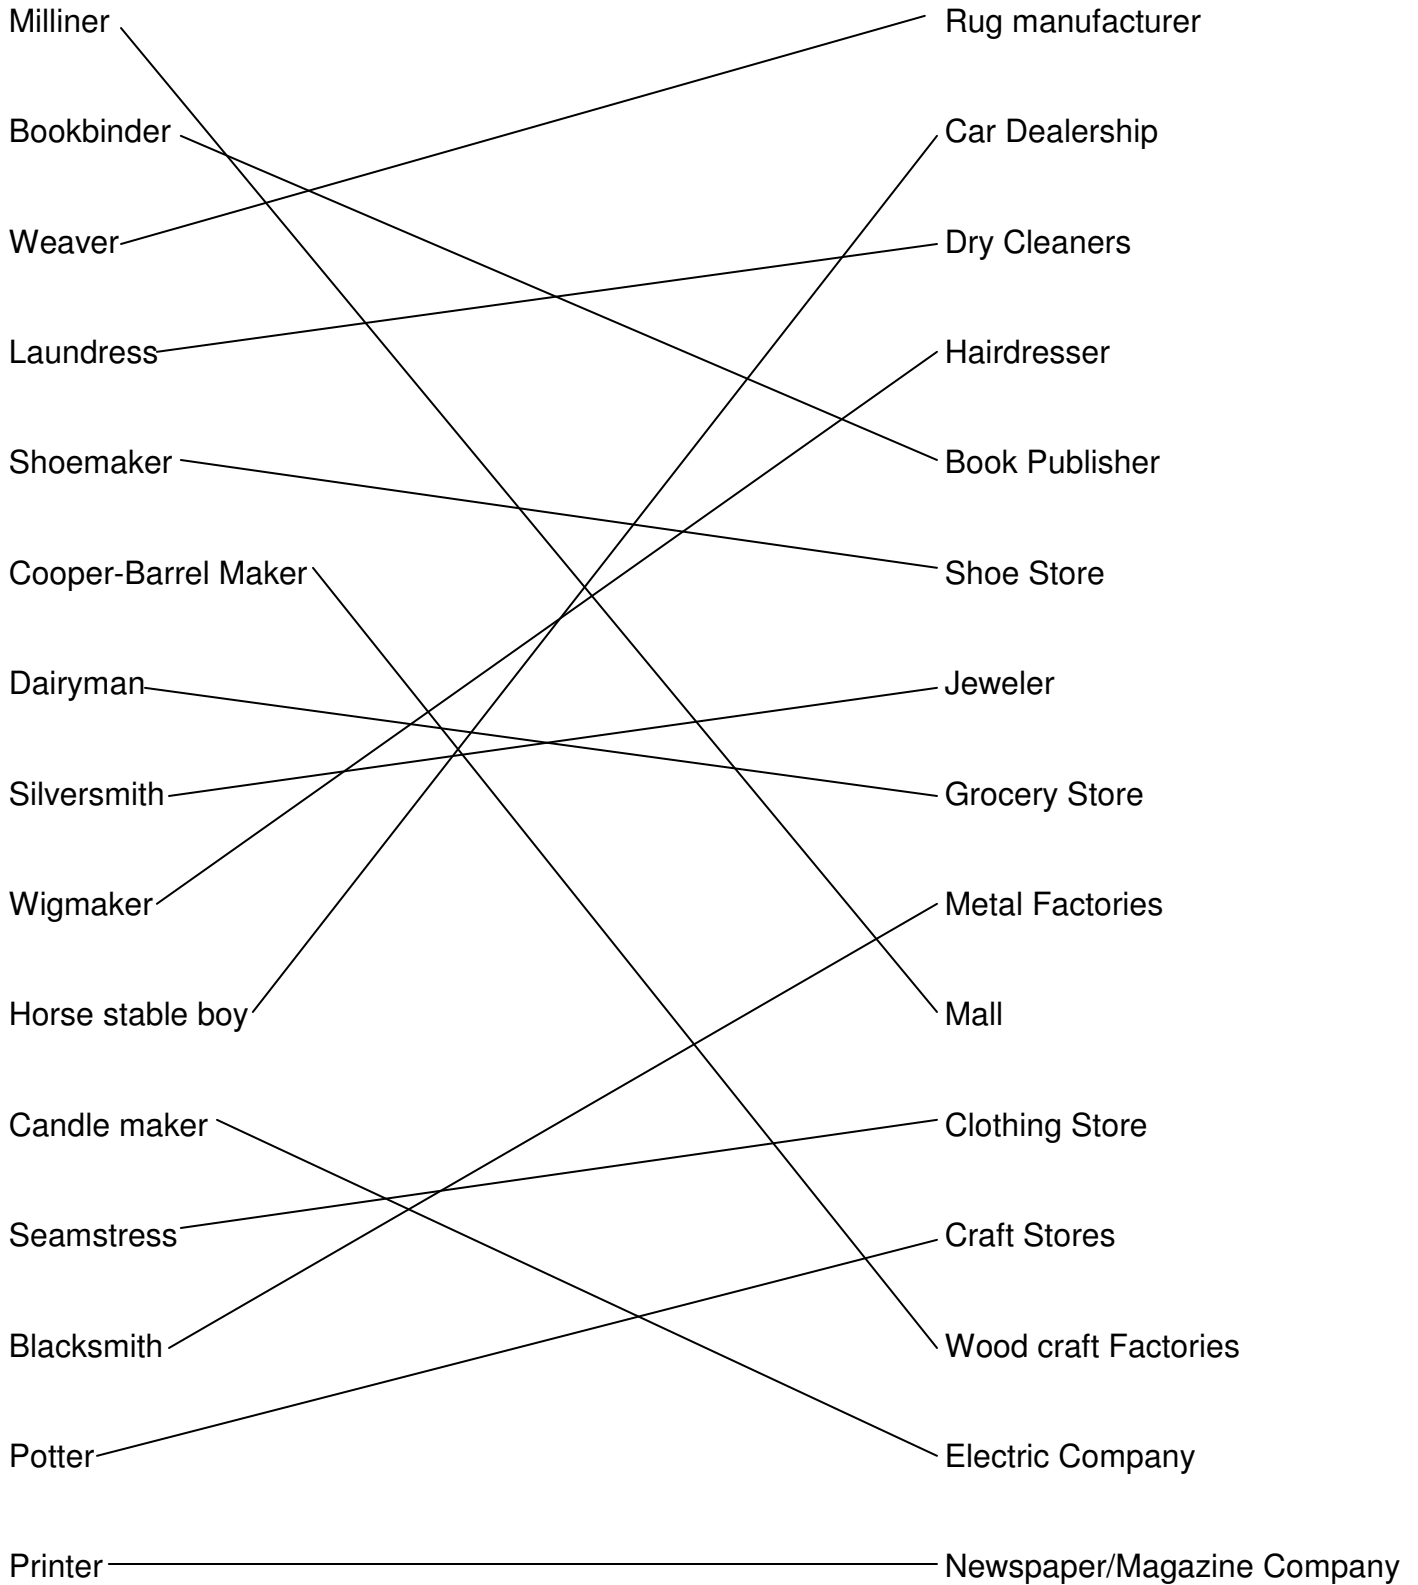 Milliner Rug manufacturer
Bookbinder Car Dealership
Weaver Dry Cleaners
Laundress Hairdresser
Shoemaker Book Publisher
Cooper-Barrel Maker Shoe Store
Dairyman Jeweler
Silversmith Grocery Store
Wigmaker Metal Factories
Horse stable boy Mall
Candle maker Clothing Store
Seamstress Craft Stores
Blacksmith Wood craft Factories
Potter Electric Company
Printer Newspaper/Magazine Company